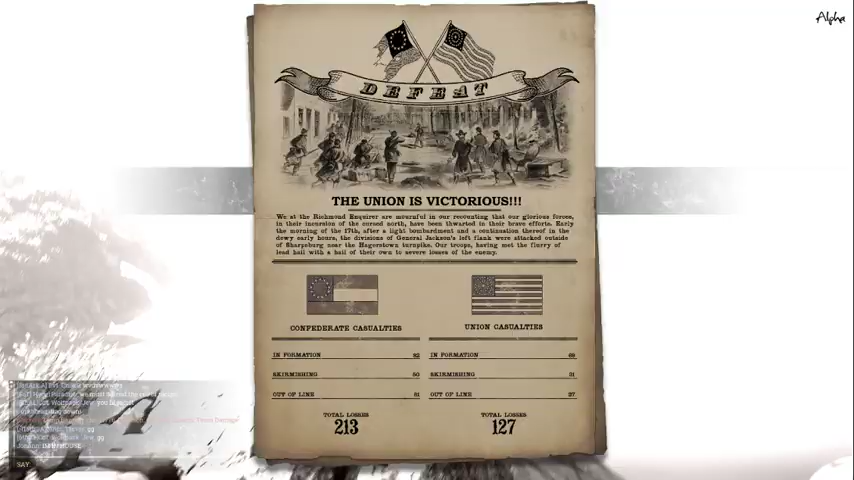 Alpha
DEFEAT
THE UNION IS VICTORIOUS!!!
We at the Richmond Enquirer are mournful in our recounting that our glorious forces,
in their incursion of the cursed north, have been thwarted in their brave efforts. Early
the morning of the 17th, after a light bombardment and a continuation thereof in the
dewy early hours, the divisions of General Jackson's left flank were attacked outside
of Sharpsburg near the Hagerstown turnpike. Our troops, having met the flurry of
lead hail with a hail of their own to severe losses of the enemy.
CONFEDERATE CASUALTIES
UNION CASUALTIES
IN FORMATION 82
IN FORMATION 69
SKIRMISHING 50
SKIRMISHING 31
OUT OF LINE 81
OUT OF LINE 27
TOTAL LOSSES
213
TOTAL LOSSES
127
Team Damage
gg
SAY: